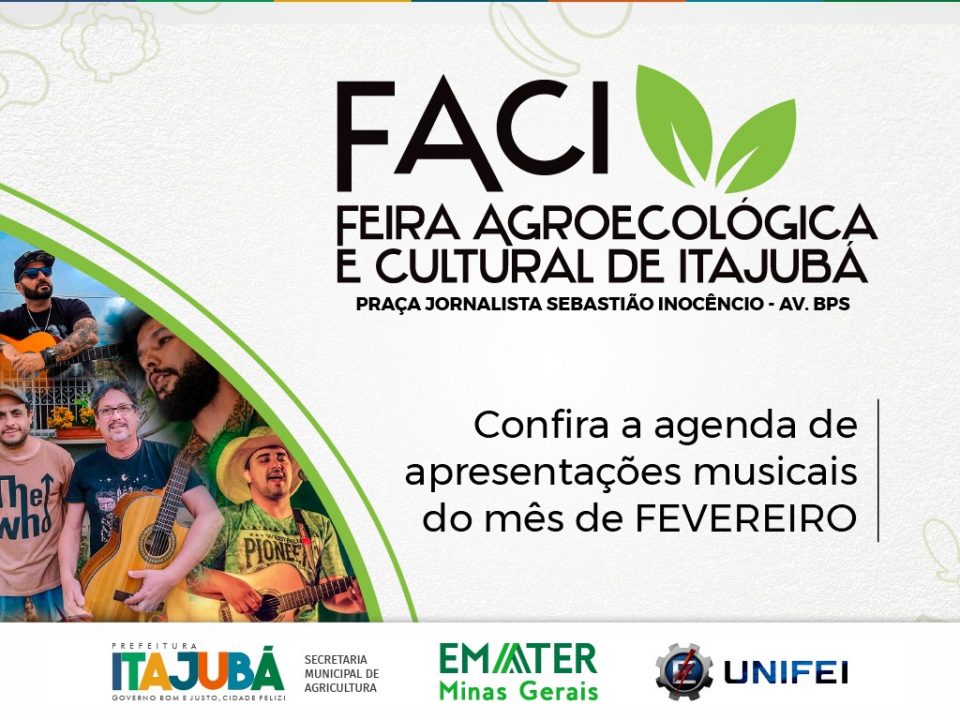 FACI
FEIRA AGROECOLÓGICA
E CULTURAL DE ITAJUBÁ
PRAÇA JORNALISTA SEBASTIÃO INOCÊNCIO - AV. BPS
Confira a agenda de
apresentações musicais
do mês de FEVEREIRO
The
Who
PIONEER
PREFEITURA
ITAJUBÁ
GOVERNO BOM E JUSTO, CIDADE FELIZ!
SECRETARIA
MUNICIPAL DE
AGRICULTURA
EMATER
Minas Gerais
UNIFEI